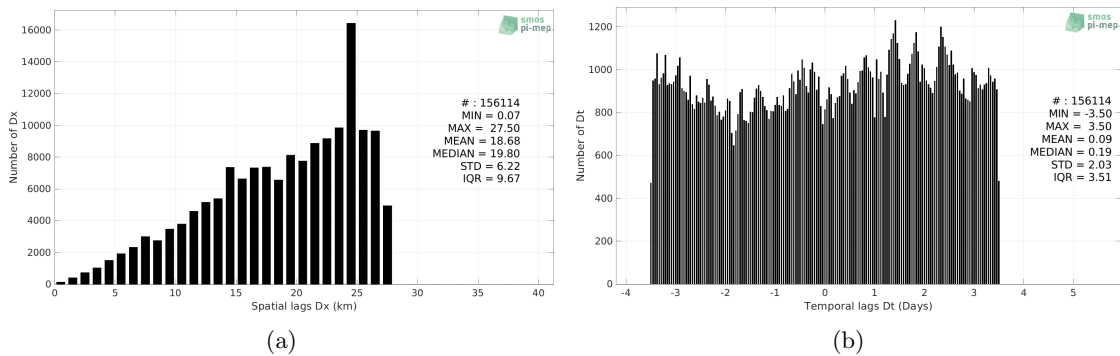 16000
14000
12000
10000
8000
6000
4000
2000
0
Number of Dx
0 5 10 15 20 25 30 35 40
Spatial lags Dx (km)
smos
pi-mep
# : 156114
MIN = 0.07
MAX = 27.50
MEAN = 18.68
MEDIAN = 19.80
STD = 6.22
IQR = 9.67
(a)
1200
1000
800
600
400
200
0
Number of Dt
-4 -3 -2 -1 0 1 2 3 4 5
Temporal lags Dt (Days)
smos
pi-mep
# : 156114
MIN = -3.50
MAX = 3.50
MEAN = 0.09
MEDIAN = 0.19
STD = 2.03
IQR = 3.51
(b)